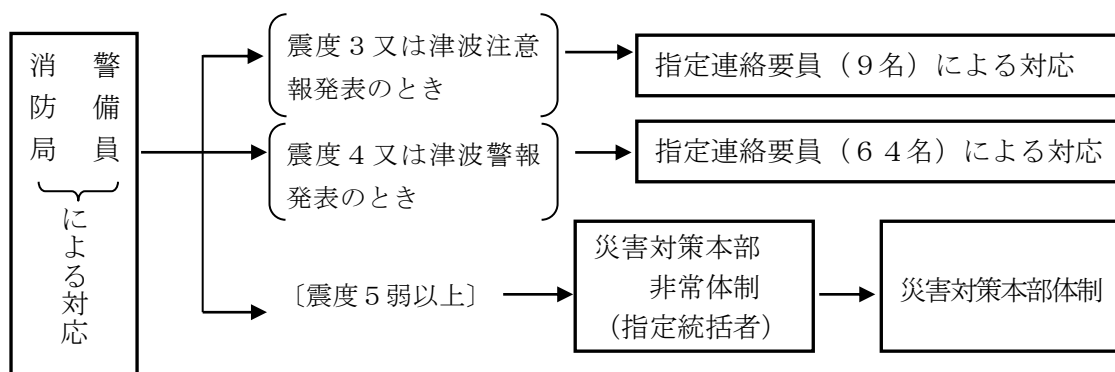 警備員
消防局
による対応
震度３又は津波注意
報発表のとき
指定連絡要員（９名）による対応
震度４又は津波警報
発表のとき
指定連絡要員（６４名）による対応
〔震度５弱以上〕
災害対策本部
非常体制
（指定統括者）
災害対策本部体制